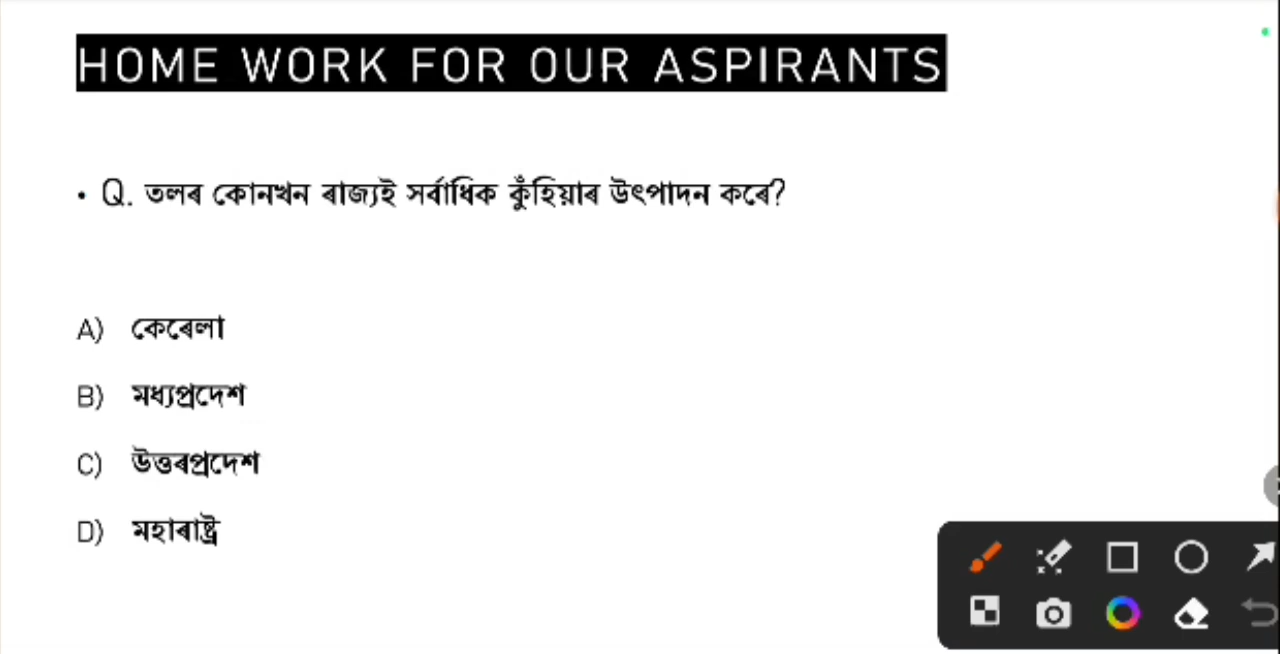 HOME WORK FOR OUR ASPIRANTS
• Q. তলৰ কোনখন ৰাজ্যই সৰ্বাধিক কুঁহিয়াৰ উৎপাদন কৰে?
A) কেৰেলা
B) মধ্যপ্ৰদেশ
C) উত্তৰপ্ৰদেশ
D) মহাৰাষ্ট্ৰ